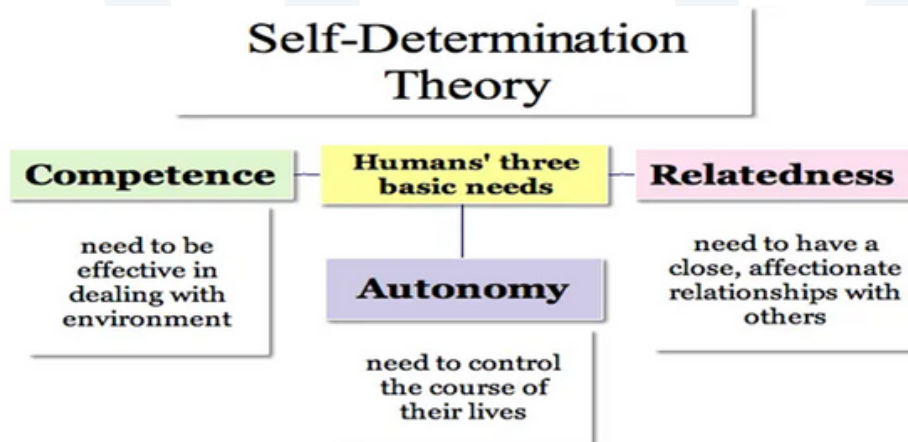 Self-Determination
Theory
Competence
Humans' three
basic needs
Relatedness
need to be
effective in
dealing with
environment
Autonomy
need to control
the course of
their lives
need to have a
close, affectionate
relationships with
others